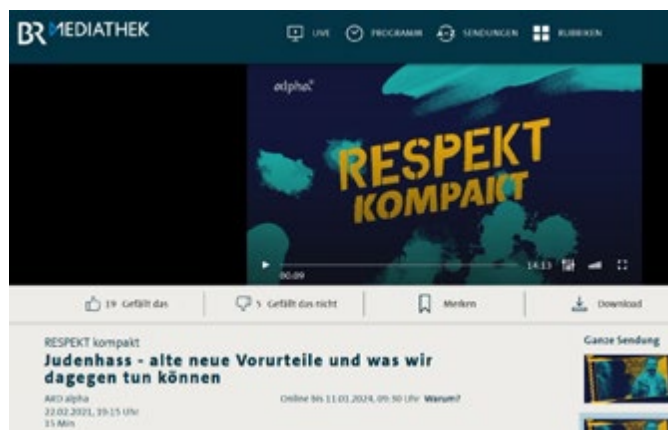 BR MEDIATHEK
LIVE PROGRAMM A-Z SENDUNGEN RUBRIKEN
alpha
RESPEKT
KOMPAKT
00:09 14:13
19 Gefällt das 5 Gefällt das nicht Merken Download
RESPEKT kompakt
Judenhass - alte neue Vorurteile und was wir
dagegen tun können
Ganze Sendung
ARD alpha
22.02.2021, 19:15 Uhr
15 Min
Online bis 11.03.2024, 09:30 Uhr Warum?